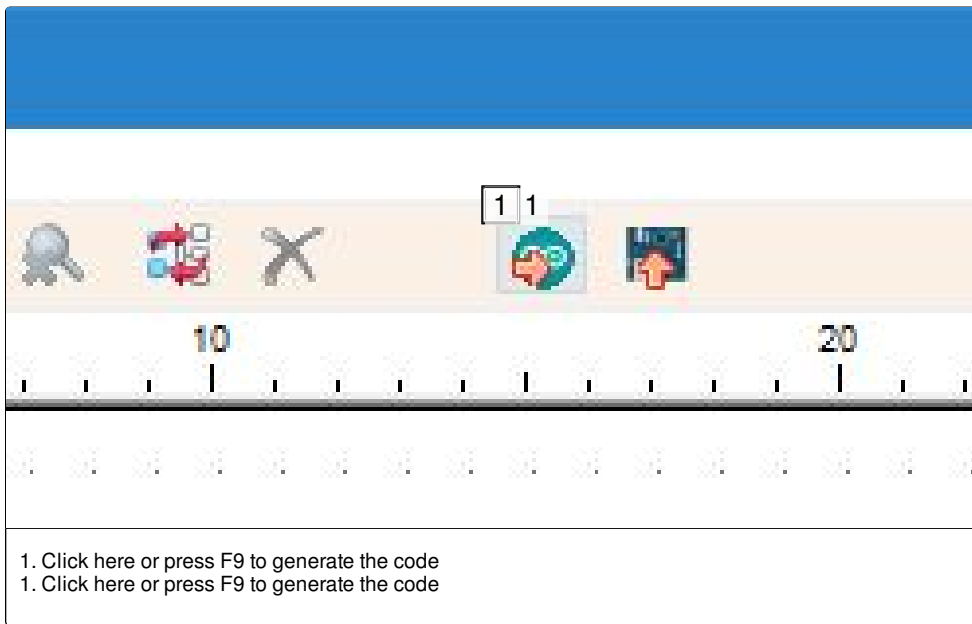 1 1
10 20
1. Click here or press F9 to generate the code
1. Click here or press F9 to generate the code